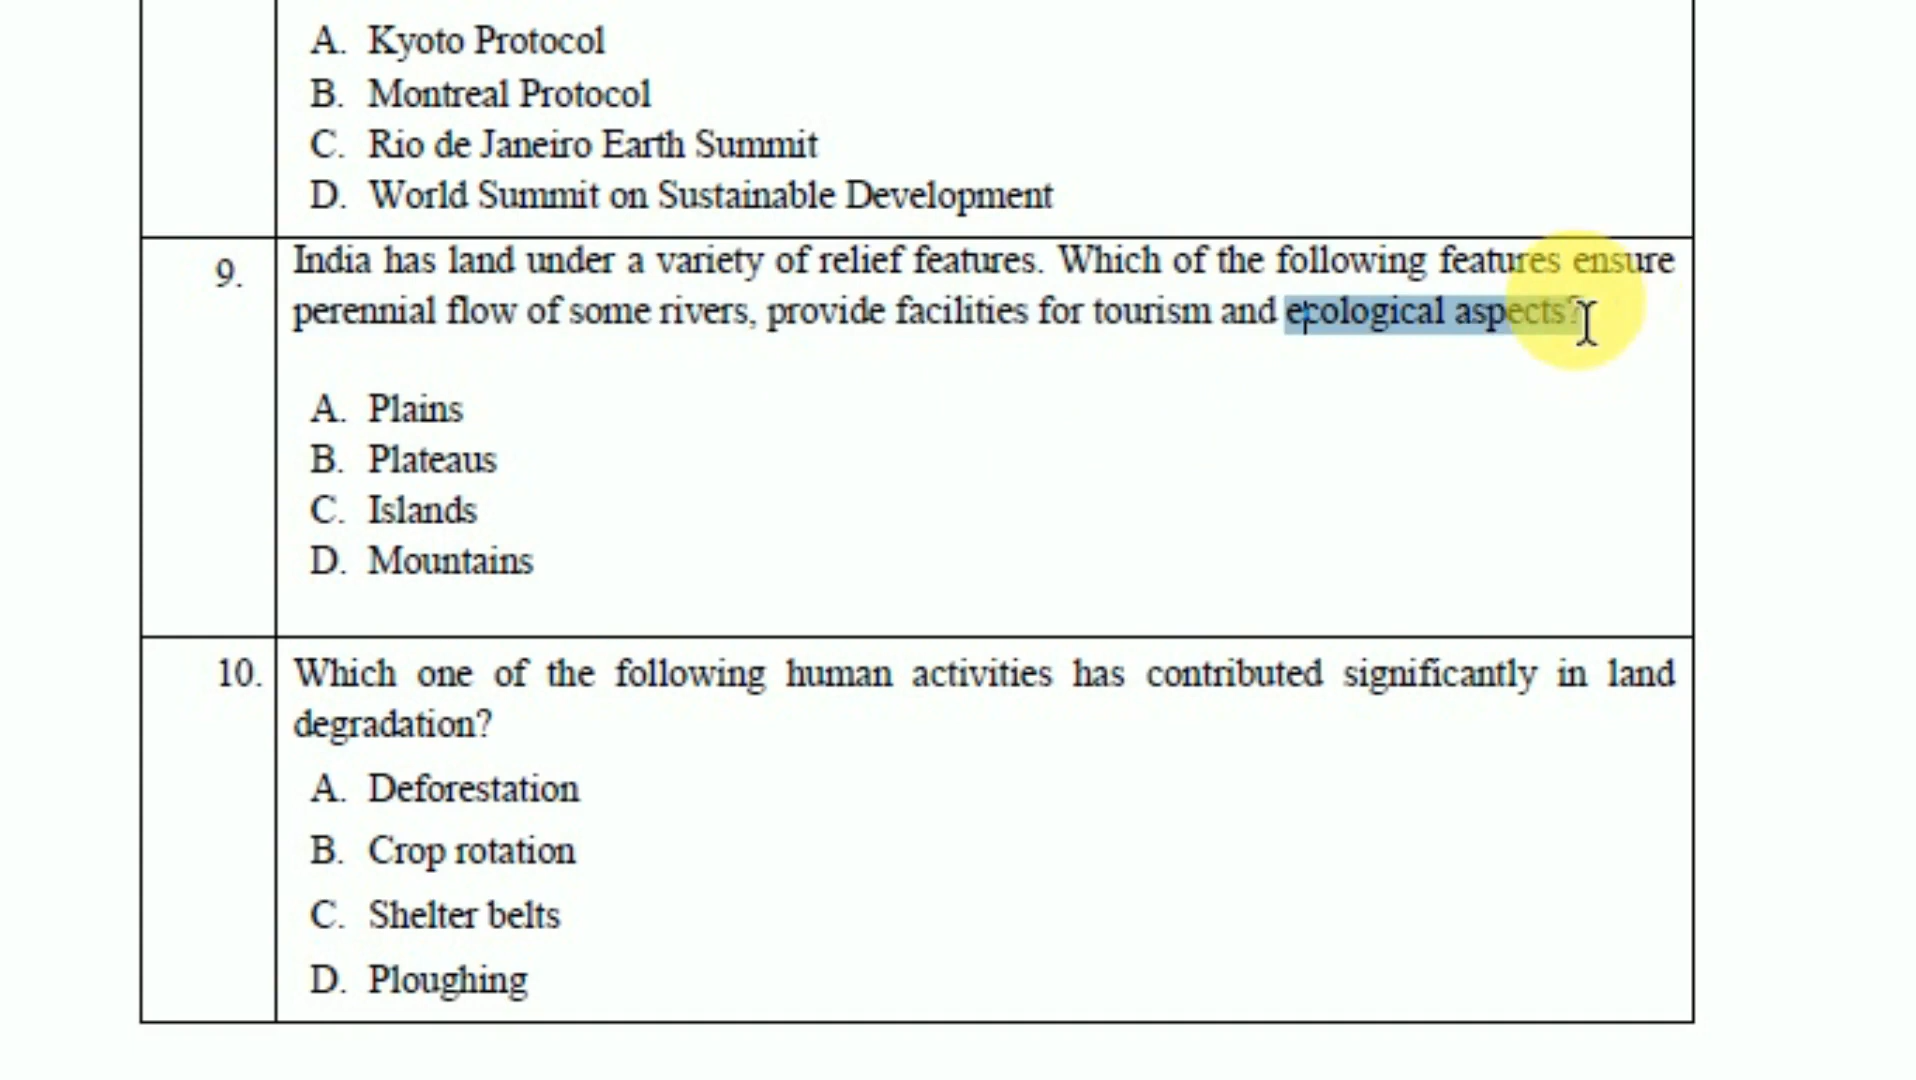 A. Kyoto Protocol
B. Montreal Protocol
C. Rio de Janeiro Earth Summit
D. World Summit on Sustainable Development
9. India has land under a variety of relief features. Which of the following features ensure
perennial flow of some rivers, provide facilities for tourism and ecological aspects?
A. Plains
B. Plateaus
C. Islands
D. Mountains
10. Which one of the following human activities has contributed significantly in land
degradation?
A. Deforestation
B. Crop rotation
C. Shelter belts
D. Ploughing